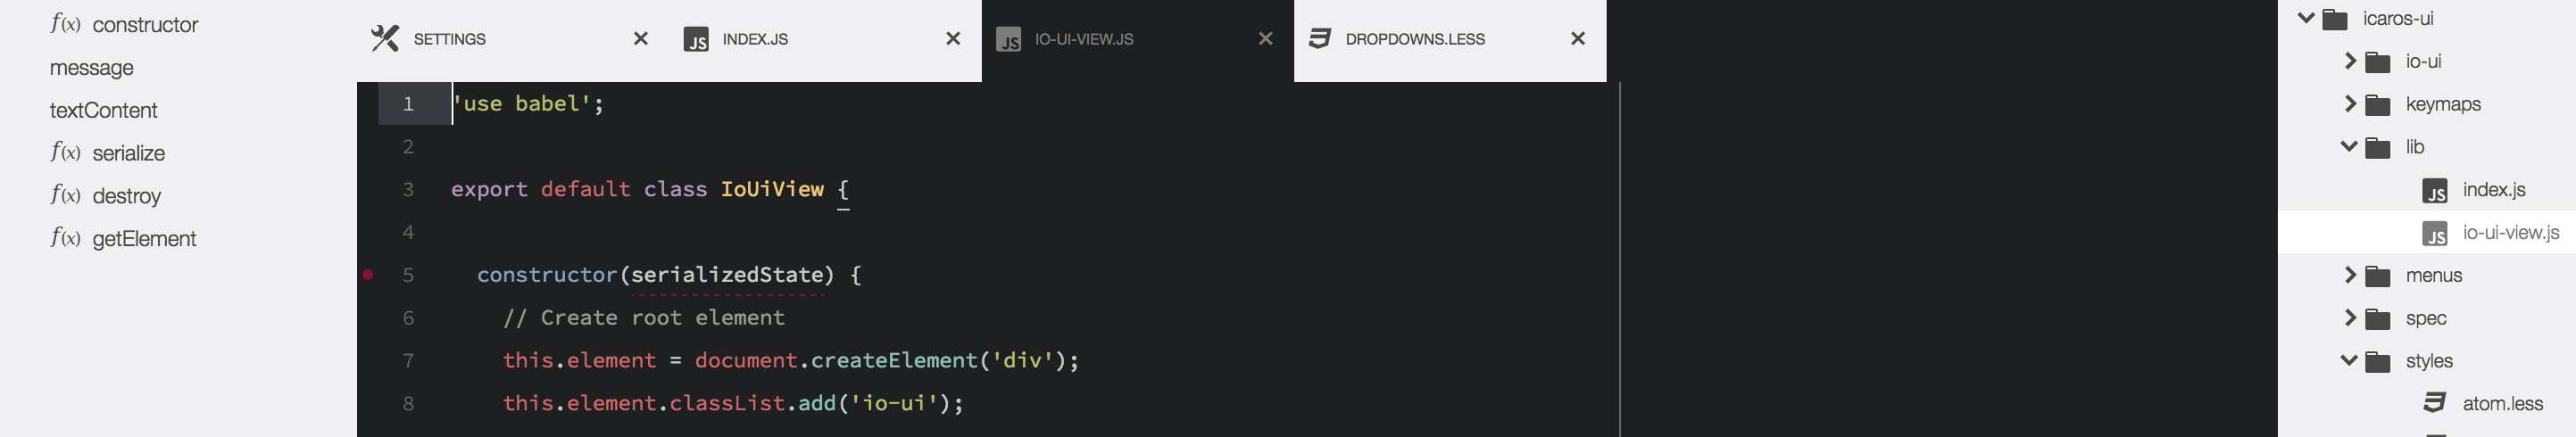 f(x) constructor
message
textContent
f(x) serialize
f(x) destroy
f(x) getElement
SETTINGS
JS INDEX.JS
JS IO-UI-VIEW.JS
DROPDOWNS.LESS
1 'use babel';
2
3 export default class IoUiView {
4
5 constructor(serializedState) {
6 // Create root element
7 this.element = document.createElement('div');
8 this.element.classList.add('io-ui');
icaros-ui
io-ui
keymaps
lib
JS index.js
JS io-ui-view.js
menus
spec
styles
atom.less